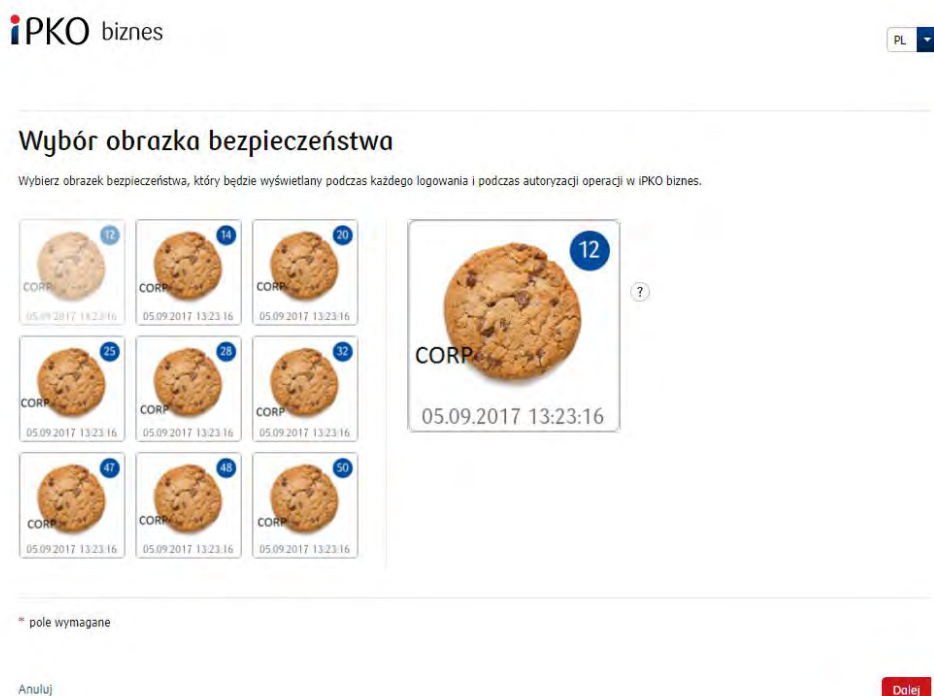 iPKO biznes
PL
Wybór obrazka bezpieczeństwa
Wybierz obrazek bezpieczeństwa, który będzie wyświetlany podczas każdego logowania i podczas autoryzacji operacji w iPKO biznes.
12 14 20
CORP CORP CORP
05.09.2017 13:23:16 05.09.2017 13:23:16 05.09.2017 13:23:16
25 28 32
CORP CORP CORP
05.09.2017 13:23:16 05.09.2017 13:23:16 05.09.2017 13:23:16
47 48 50
CORP CORP CORP
05.09.2017 13:23:16 05.09.2017 13:23:16 05.09.2017 13:23:16
12
?
CORP
05.09.2017 13:23:16
* pole wymagane
Anuluj
Dalej